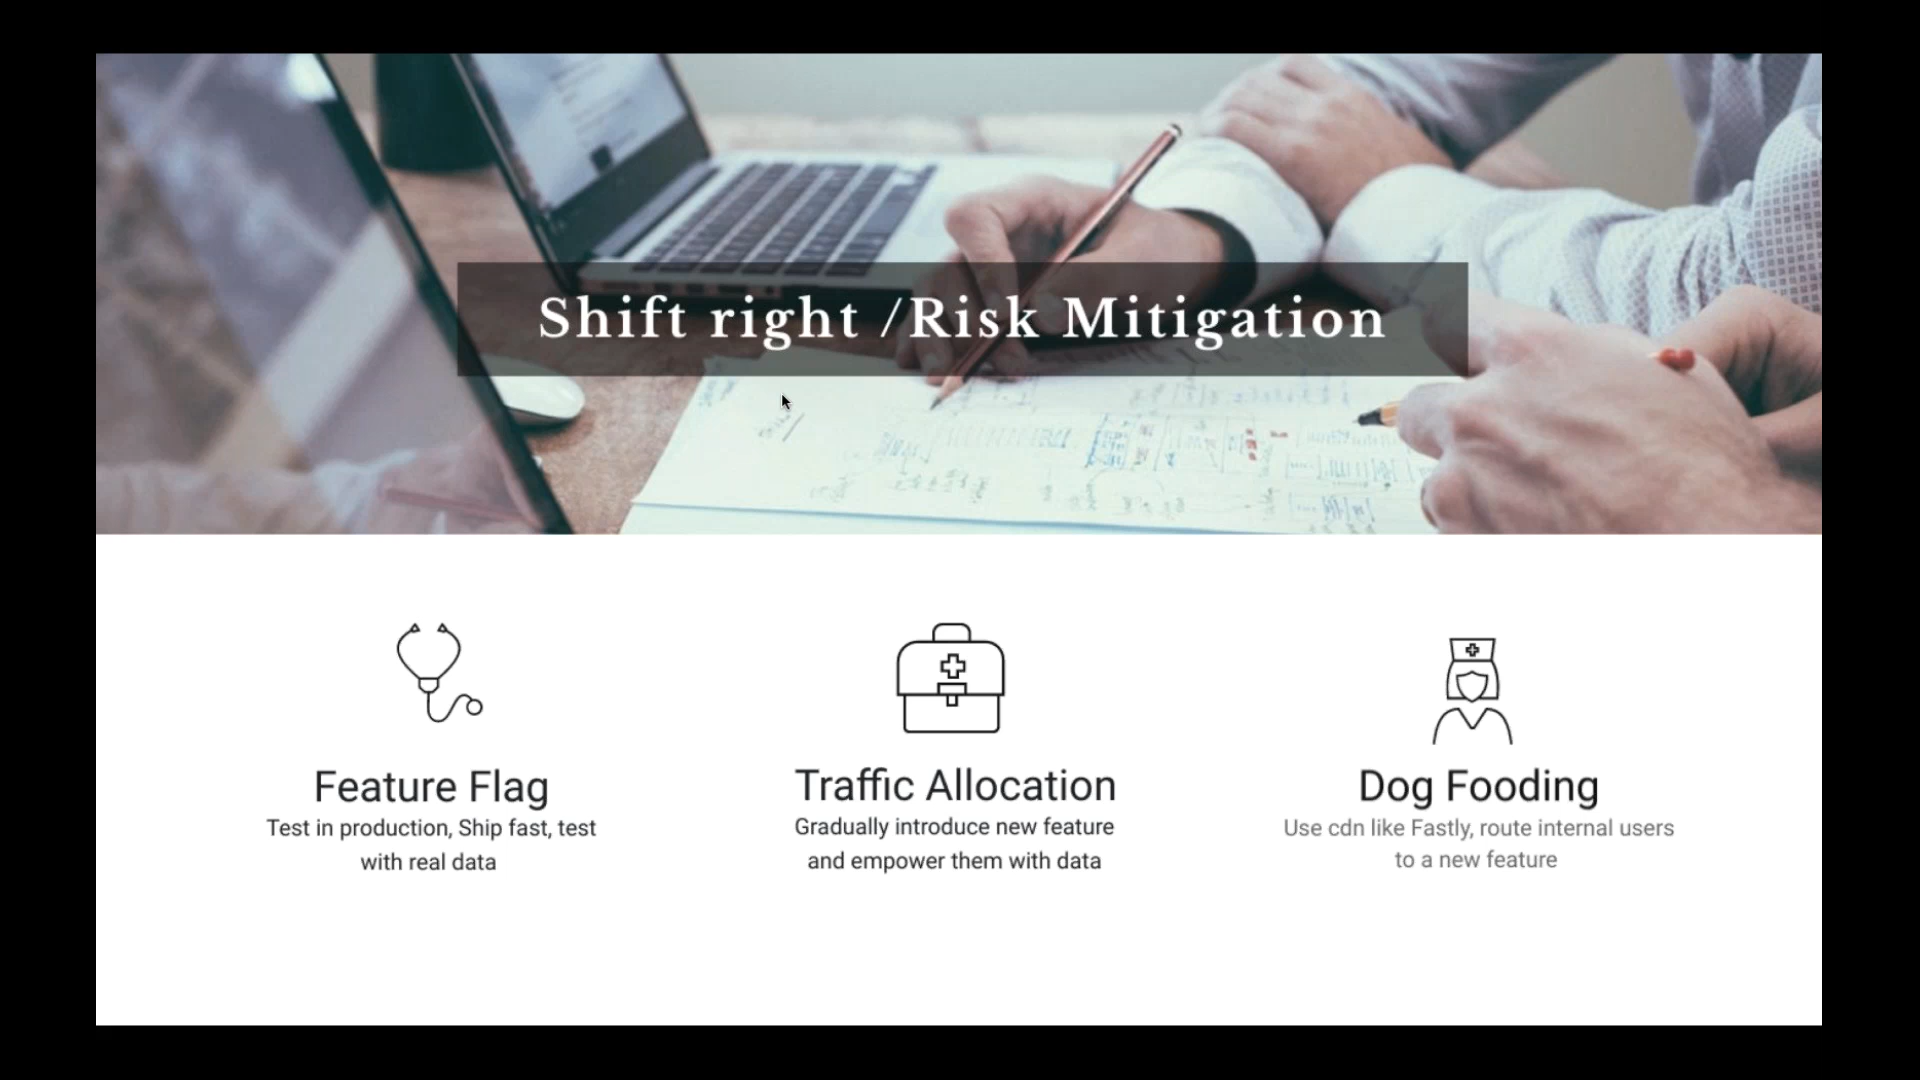 Shift right /Risk Mitigation
Feature Flag
Test in production, Ship fast, test
with real data
Traffic Allocation
Gradually introduce new feature
and empower them with data
Dog Fooding
Use cdn like Fastly, route internal users
to a new feature